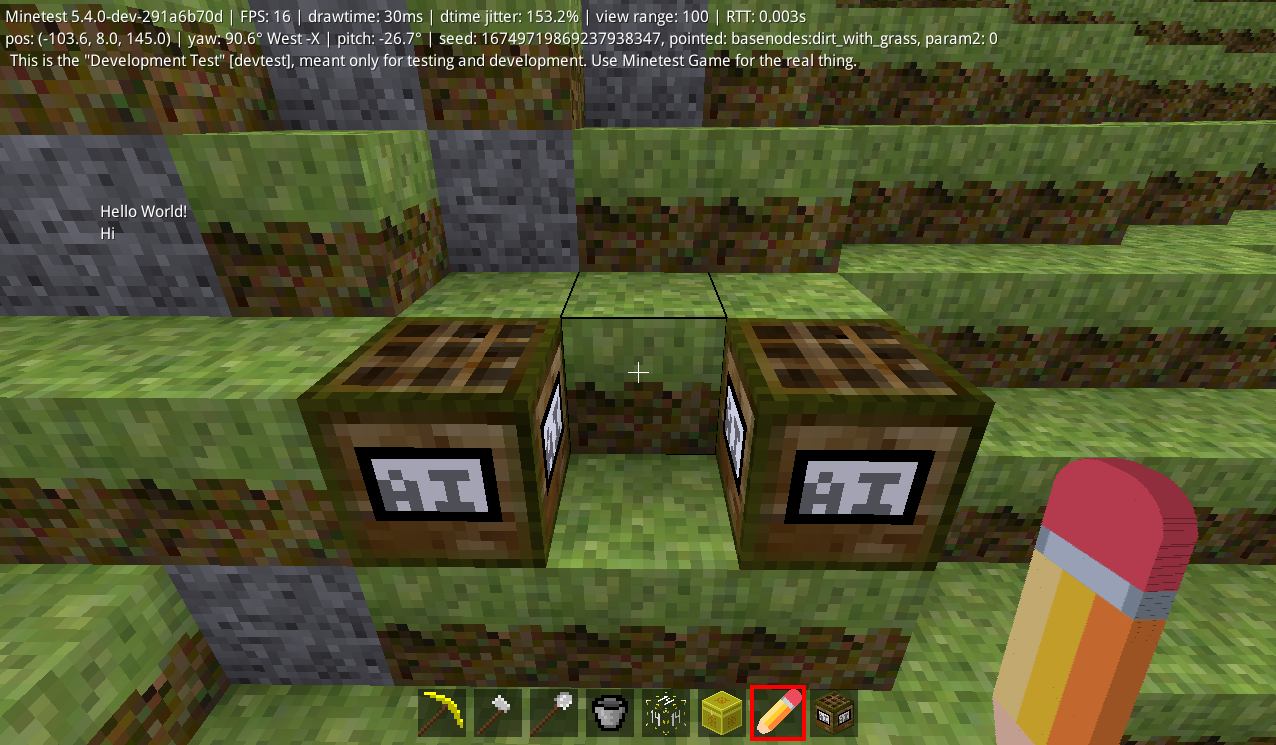 Minetest 5.4.0-dev-291a6b70d | FPS: 16 | drawtime: 30ms | dtime jitter: 153.2% | view range: 100 | RTT: 0.003s
pos: (-103.6, 8.0, 145.0) | yaw: 90.6° West -X | pitch: -26.7° | seed: 16749719869237938347, pointed: basenodes:dirt_with_grass, param2: 0
This is the "Development Test" [devtest], meant only for testing and development. Use Minetest Game for the real thing.
Hello World!
Hi
AI AI